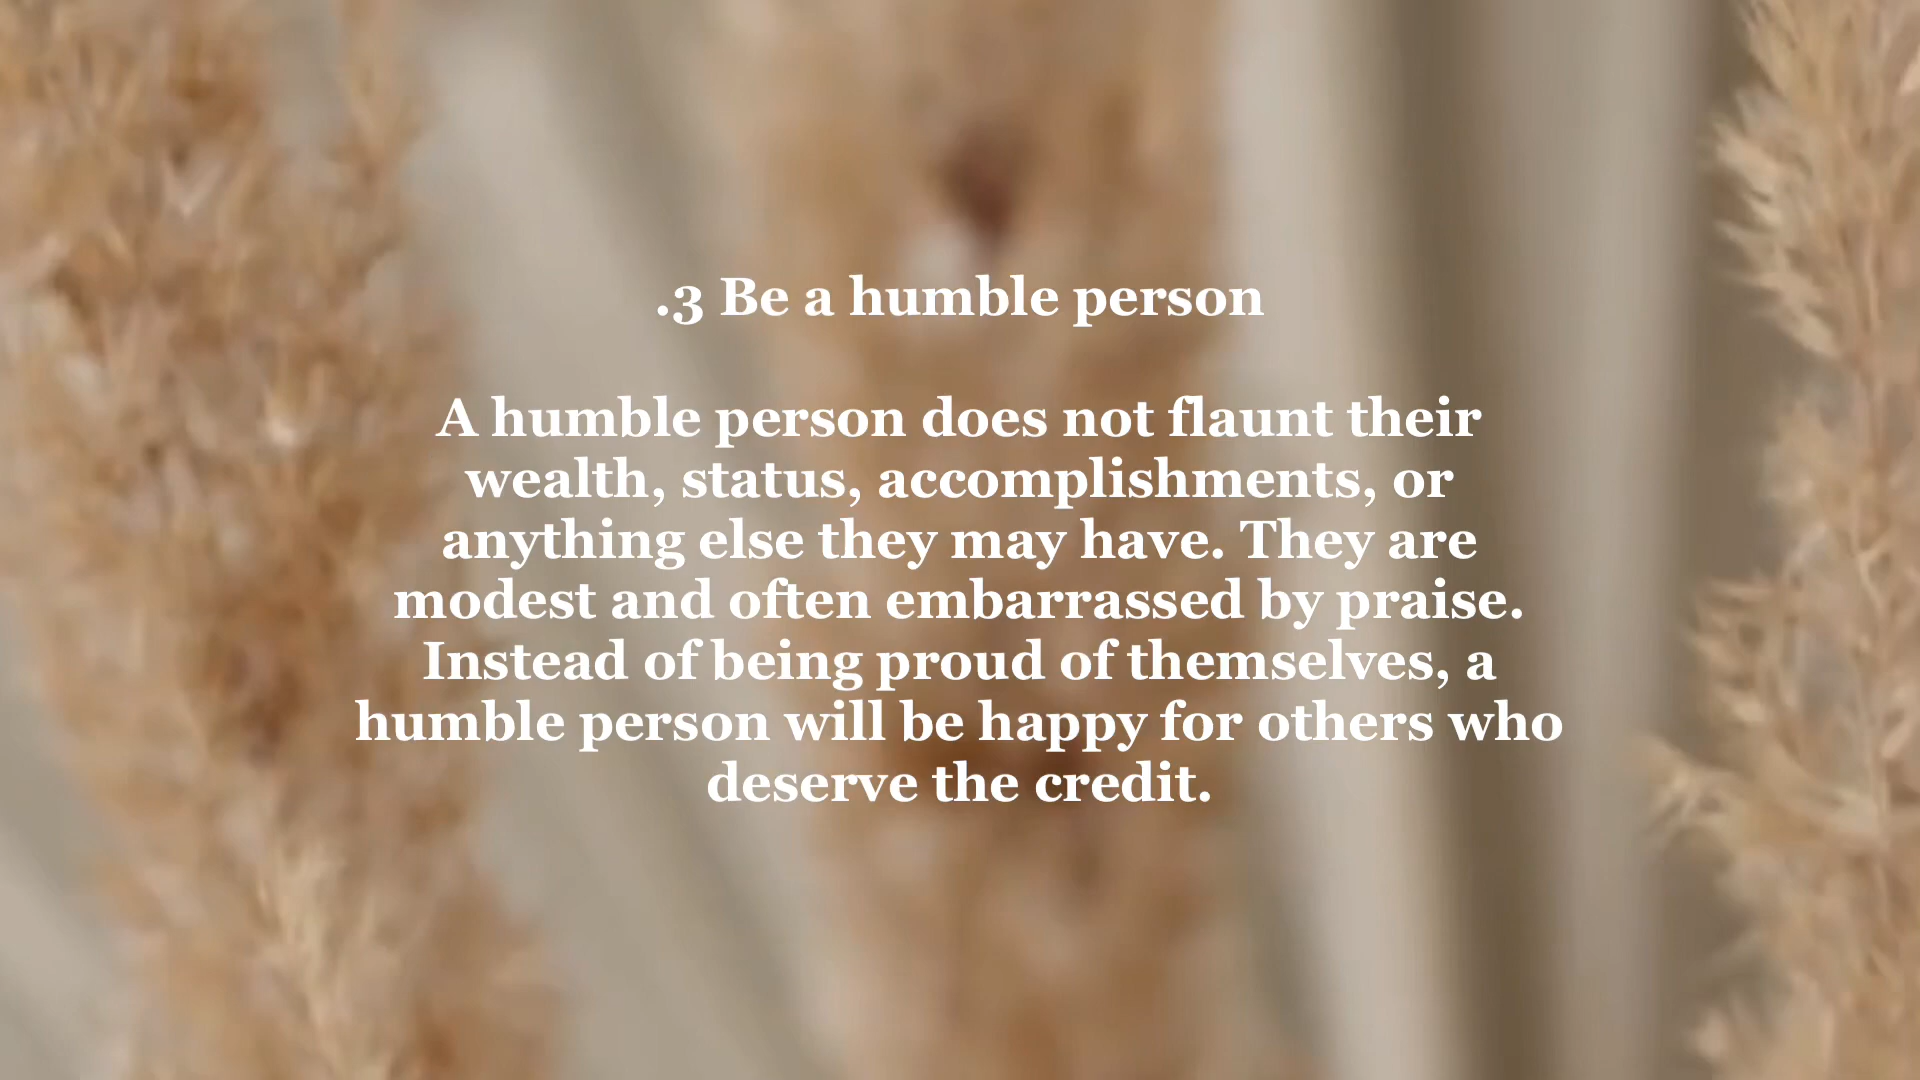 .3 Be a humble person
A humble person does not flaunt their
wealth, status, accomplishments, or
anything else they may have. They are
modest and often embarrassed by praise.
Instead of being proud of themselves, a
humble person will be happy for others who
deserve the credit.